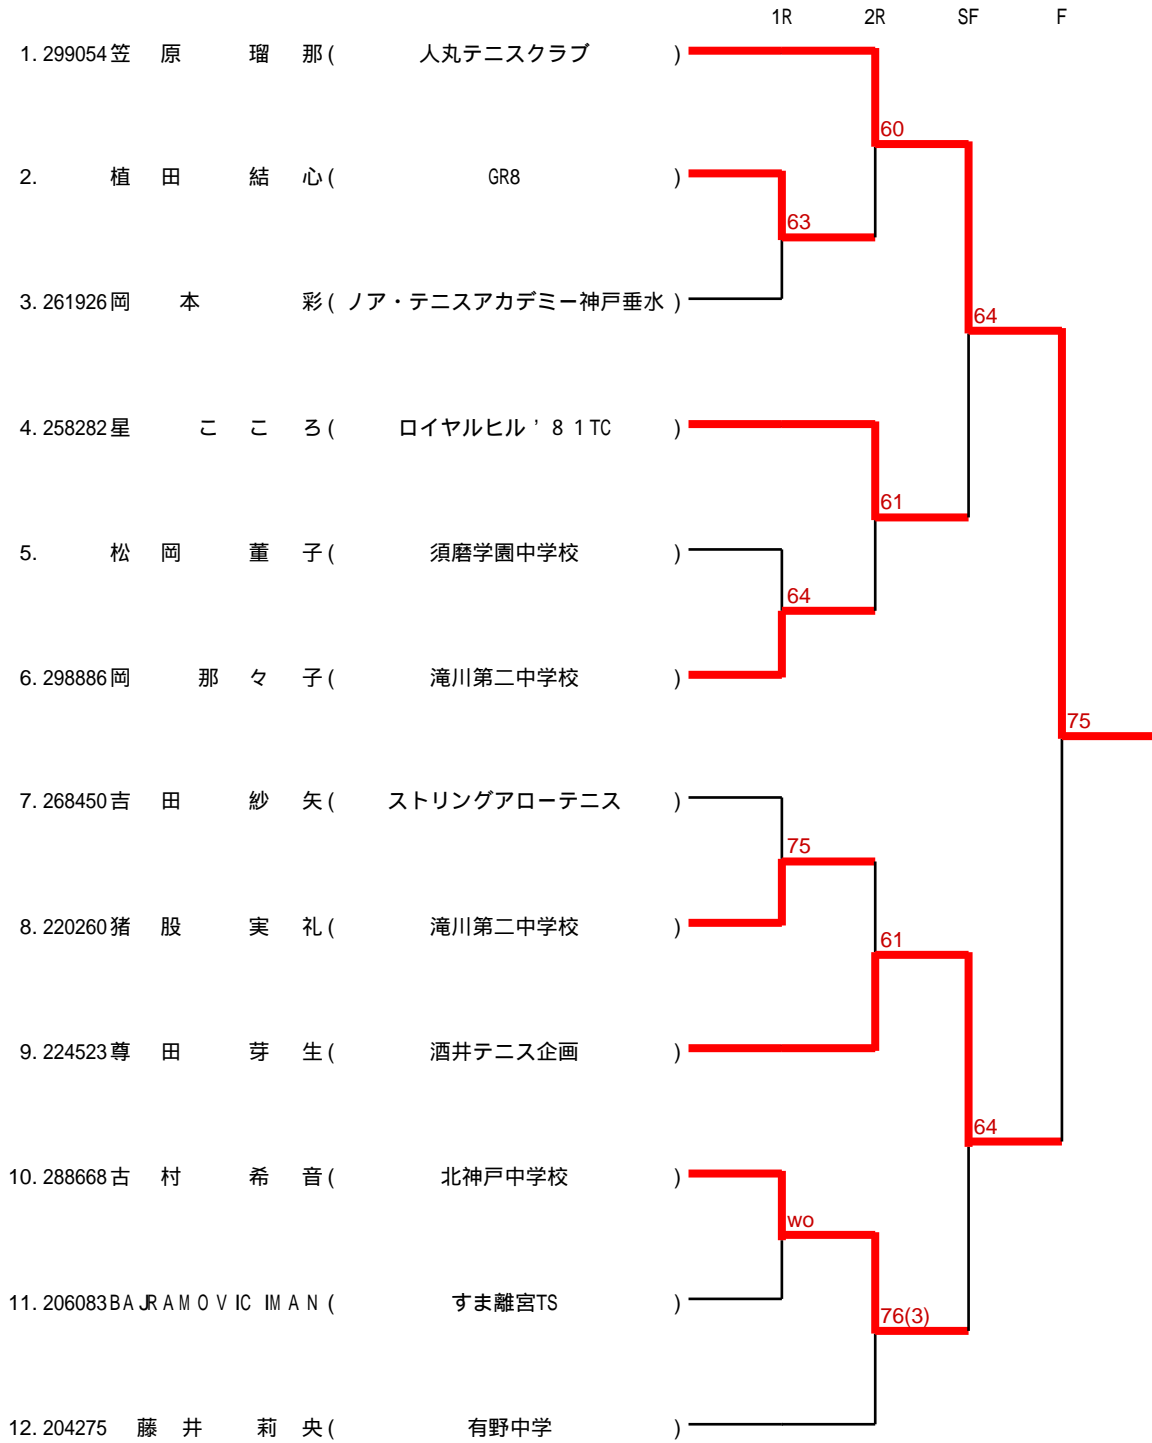 1R 2R SF F
1. 299054 笠原 瑠那 ( 人丸テニスクラブ )
60
2. 植田 結心 ( GR8 )
63
3. 261926 岡本 彩 ( ノア・テニスアカデミー神戸垂水 )
64
4. 258282 星 こころ ( ロイヤルヒル’81TC )
61
5. 松岡 菫子 ( 須磨学園中学校 )
64
6. 298886 岡 那々子 ( 滝川第二中学校 )
75
7. 268450 吉田 紗矢 ( ストリングアローテニス )
75
8. 220260 猪股 実礼 ( 滝川第二中学校 )
61
9. 224523 尊田 芽生 ( 酒井テニス企画 )
64
10. 288668 古村 希音 ( 北神戸中学校 )
wo
11. 206083 BAJRAMOVIC IMAN ( すま離宮TS )
76(3)
12. 204275 藤井 莉央 ( 有野中学 )